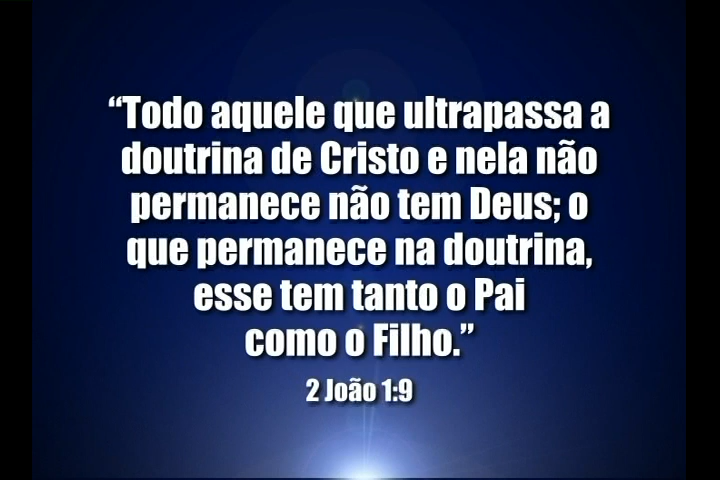 “Todo aquele que ultrapassa a
doutrina de Cristo e nela não
permanece não tem Deus; o
que permanece na doutrina,
esse tem tanto o Pai
como o Filho.”
2 João 1:9